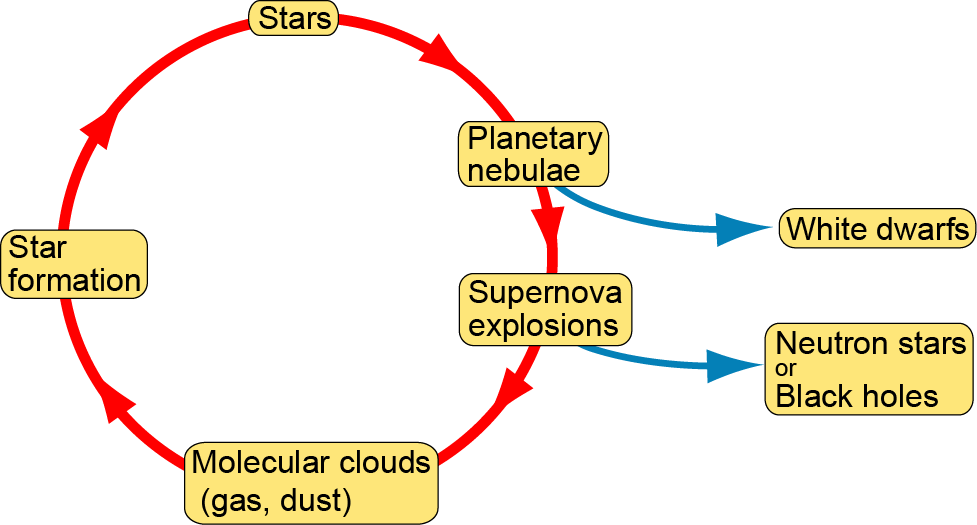 Stars
Planetary
nebulae
White dwarfs
Star
formation
Supernova
explosions
Neutron stars
or
Black holes
Molecular clouds
(gas, dust)